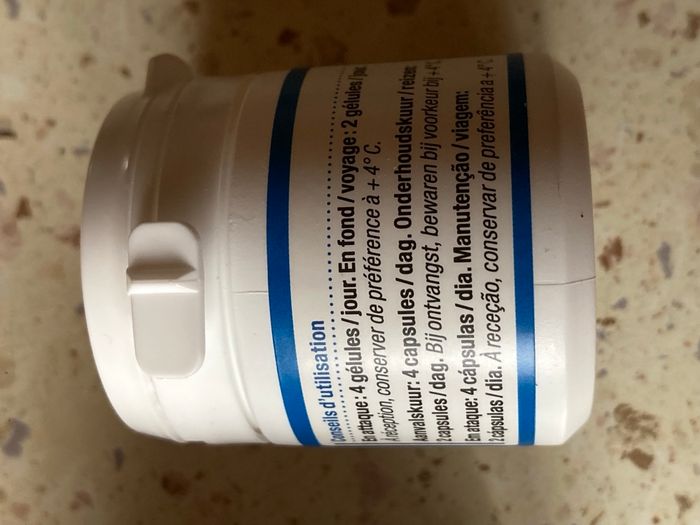 Conseils d'utilisation
En attaque : 4 gélules / jour. En fond / voyage : 2 gélules / jour.
A réception, conserver de préférence à + 4° C.
Aanvalskuur: 4 capsules / dag. Onderhoudskuur / reizen:
2 capsules / dag. Bij ontvangst, bewaren bij voorkeur bij + 4°C.
Em ataque: 4 cápsulas / dia. Manutenção / viagem:
2 cápsulas / dia. À receção, conservar de preferência a + 4°C.